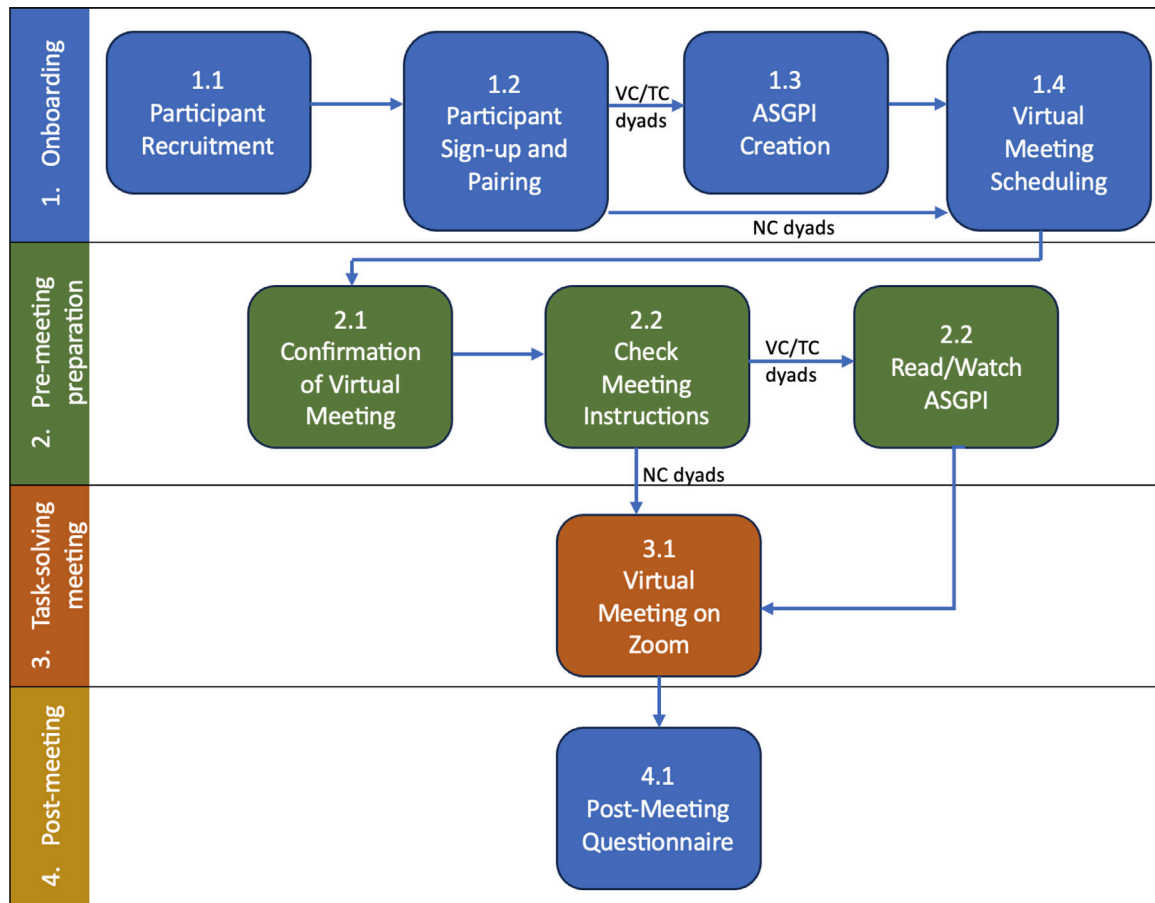 1. Onboarding
1.1
Participant
Recruitment
1.2
Participant
Sign-up and
Pairing
VC/TC
dyads
1.3
ASGPI
Creation
1.4
Virtual
Meeting
Scheduling
NC dyads
2. Pre-meeting
preparation
2.1
Confirmation
of Virtual
Meeting
2.2
Check
Meeting
Instructions
VC/TC
dyads
2.2
Read/Watch
ASGPI
NC dyads
3. Task-solving
meeting
3.1
Virtual
Meeting on
Zoom
4. Post-meeting
4.1
Post-Meeting
Questionnaire